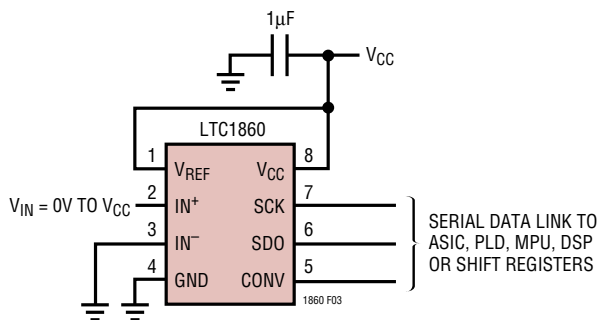 1µF
V_CC
LTC1860
1 V_REF V_CC 8
V_IN = 0V TO V_CC 2 IN⁺ SCK 7
3 IN⁻ SDO 6
4 GND CONV 5
SERIAL DATA LINK TO
ASIC, PLD, MPU, DSP
OR SHIFT REGISTERS
1860 F03